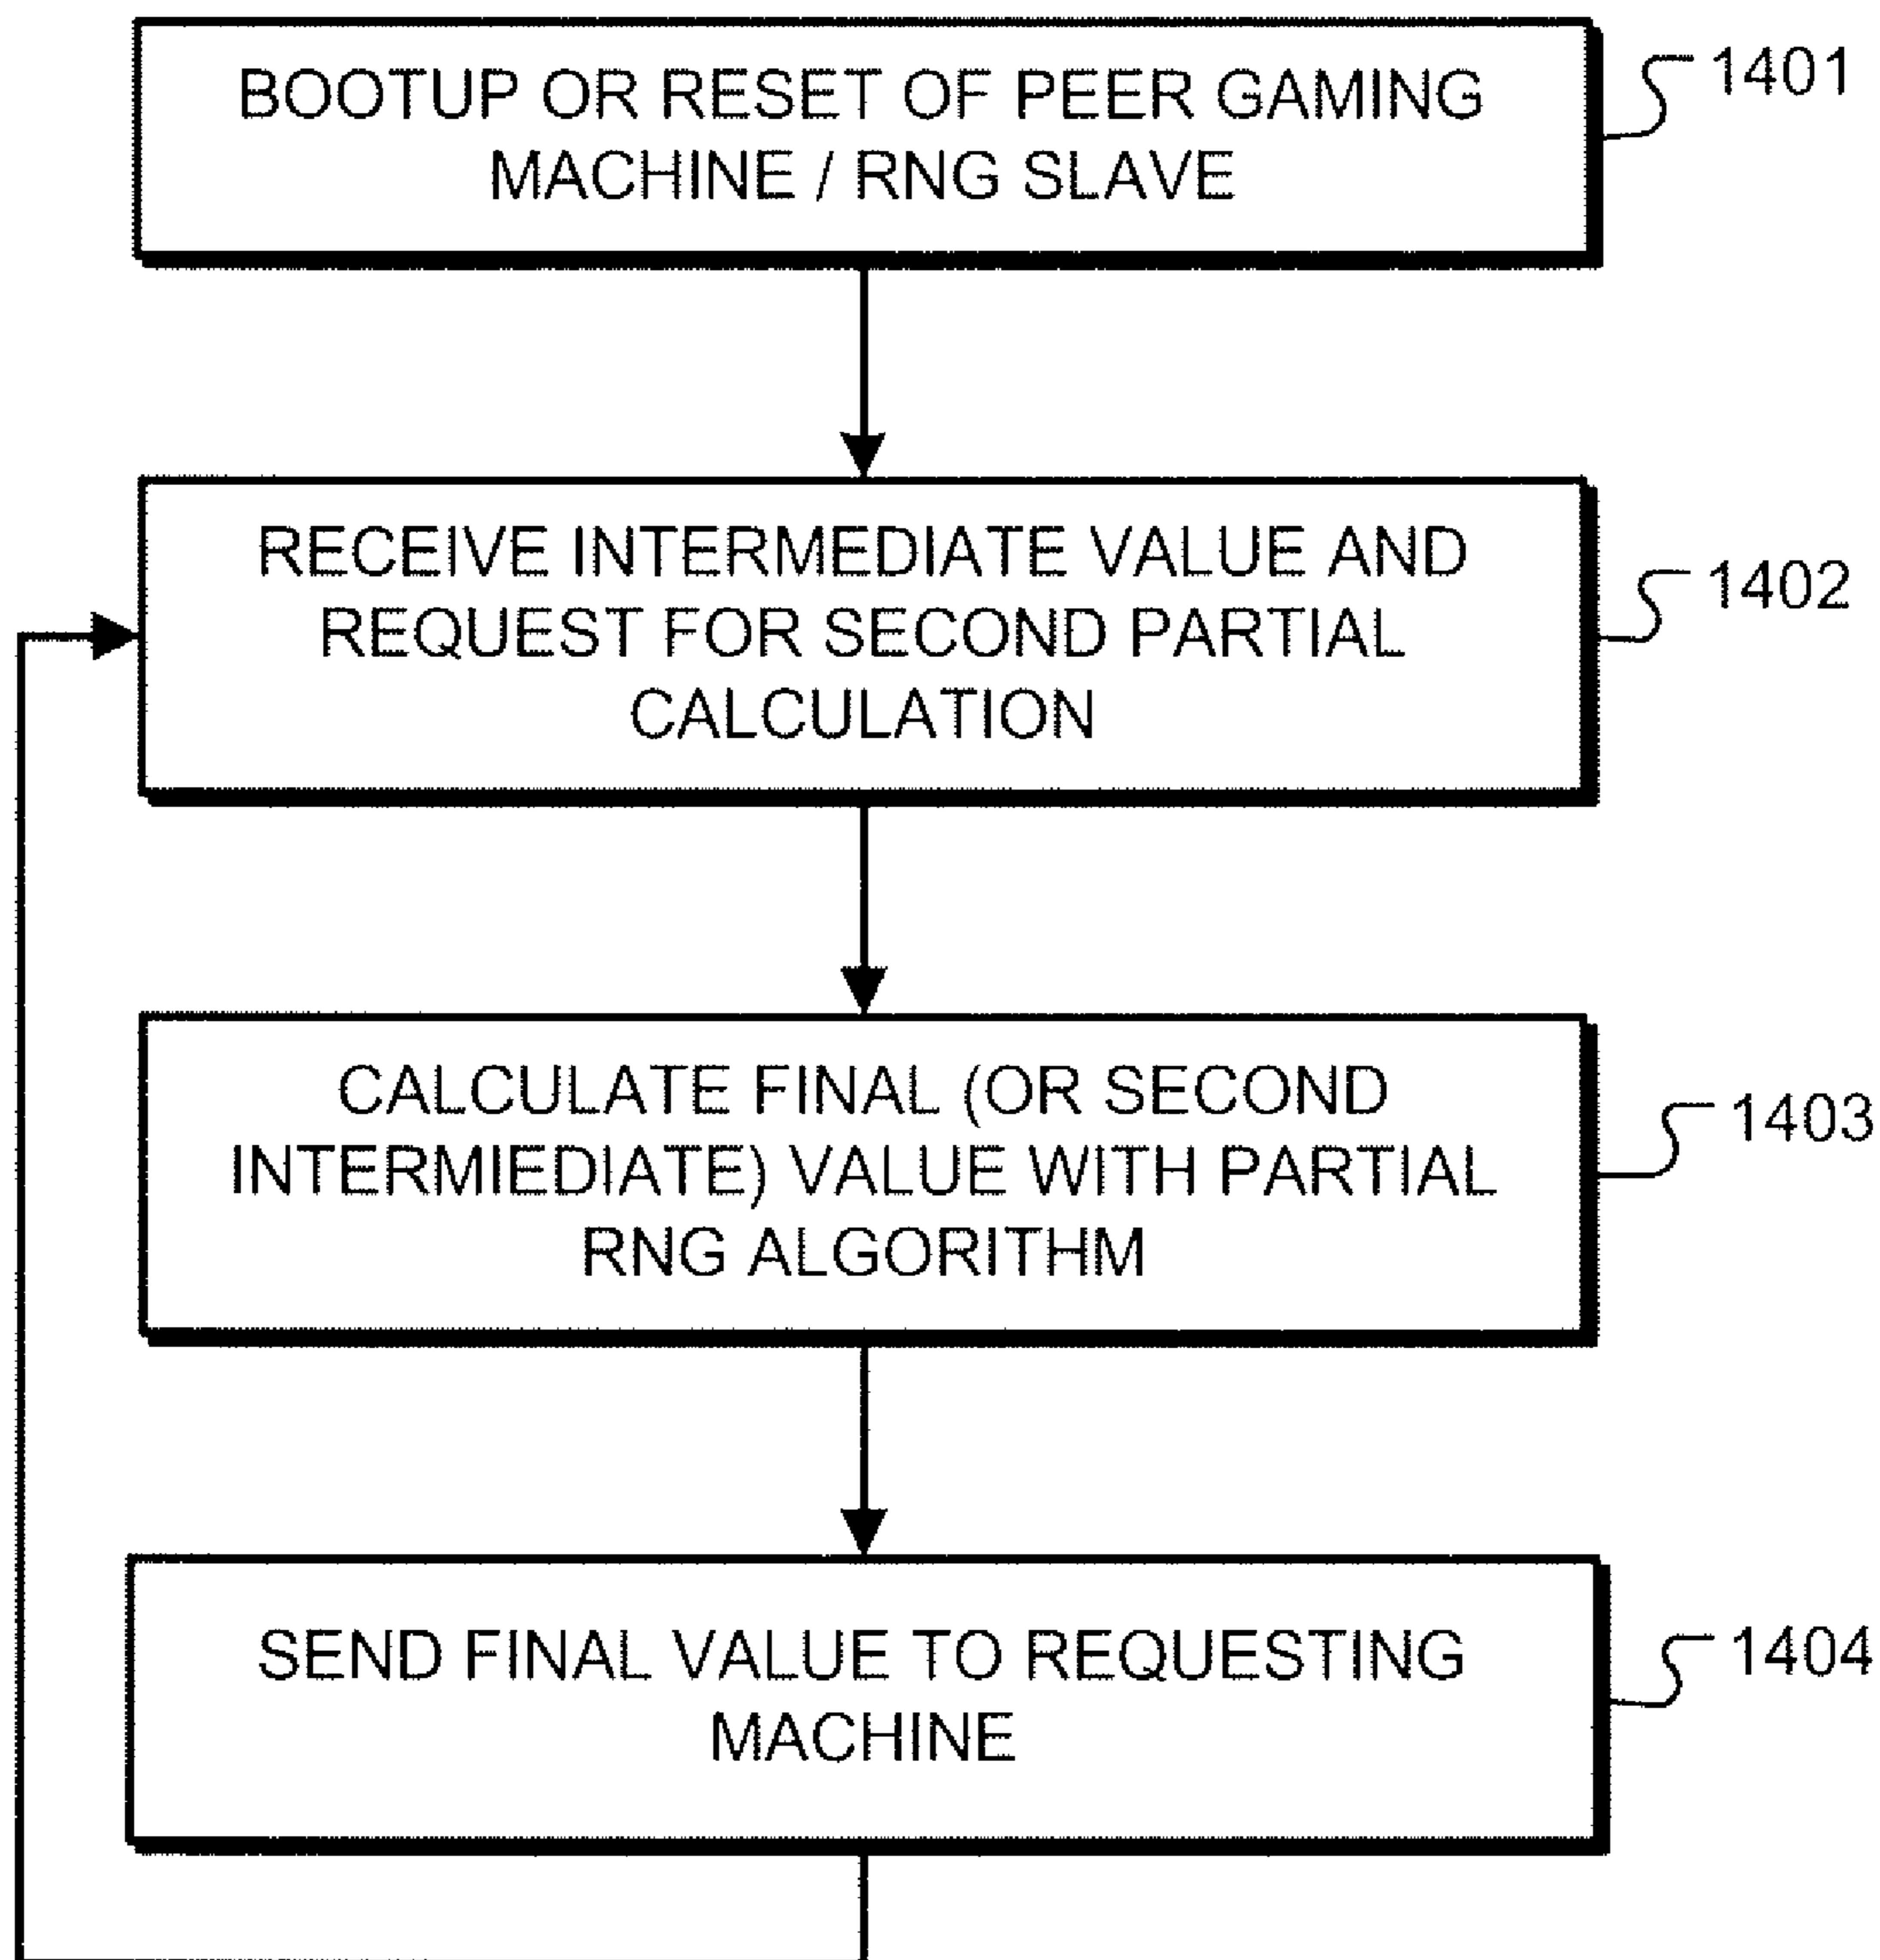 BOOTUP OR RESET OF PEER GAMING
MACHINE / RNG SLAVE
1401
RECEIVE INTERMEDIATE VALUE AND
REQUEST FOR SECOND PARTIAL
CALCULATION
1402
CALCULATE FINAL (OR SECOND
INTERMIEDIATE) VALUE WITH PARTIAL
RNG ALGORITHM
1403
SEND FINAL VALUE TO REQUESTING
MACHINE
1404